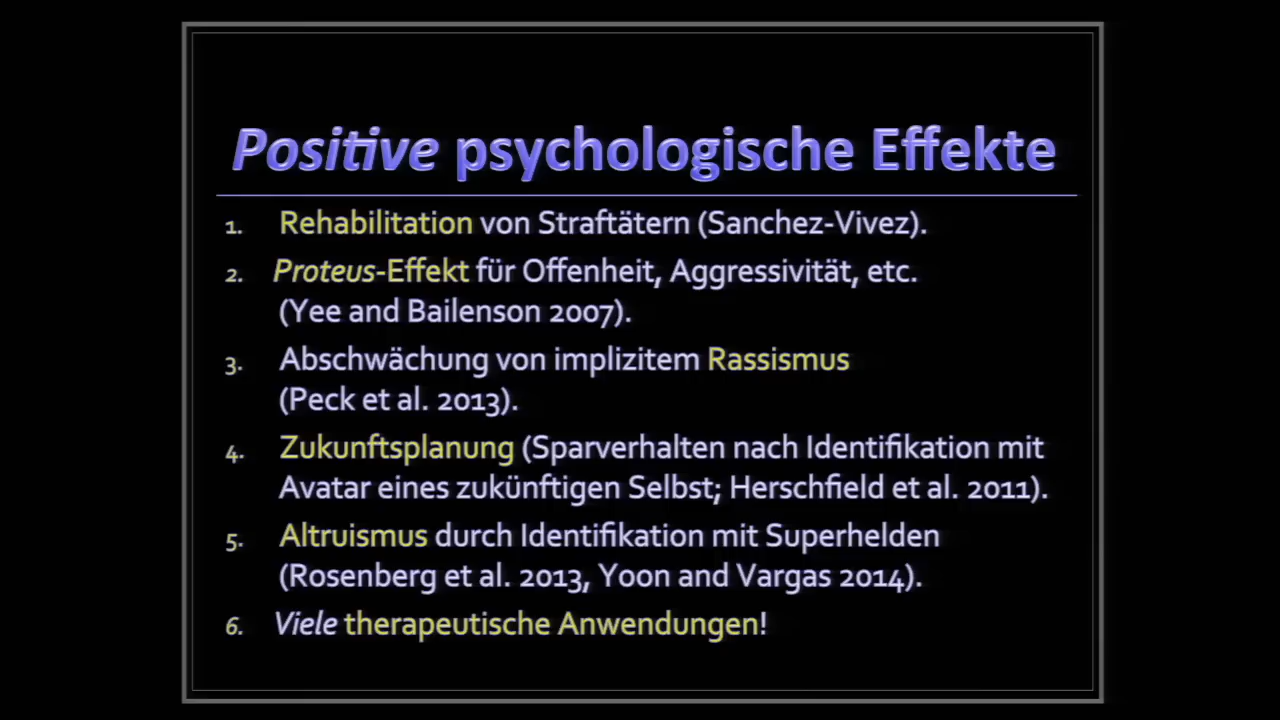 Positive psychologische Effekte
1. Rehabilitation von Straftätern (Sanchez-Vivez).
2. Proteus-Effekt für Offenheit, Aggressivität, etc.
(Yee and Bailenson 2007).
3. Abschwächung von implizitem Rassismus
(Peck et al. 2013).
4. Zukunftsplanung (Sparverhalten nach Identifikation mit
Avatar eines zukünftigen Selbst; Herschfield et al. 2011).
5. Altruismus durch Identifikation mit Superhelden
(Rosenberg et al. 2013, Yoon and Vargas 2014).
6. Viele therapeutische Anwendungen!